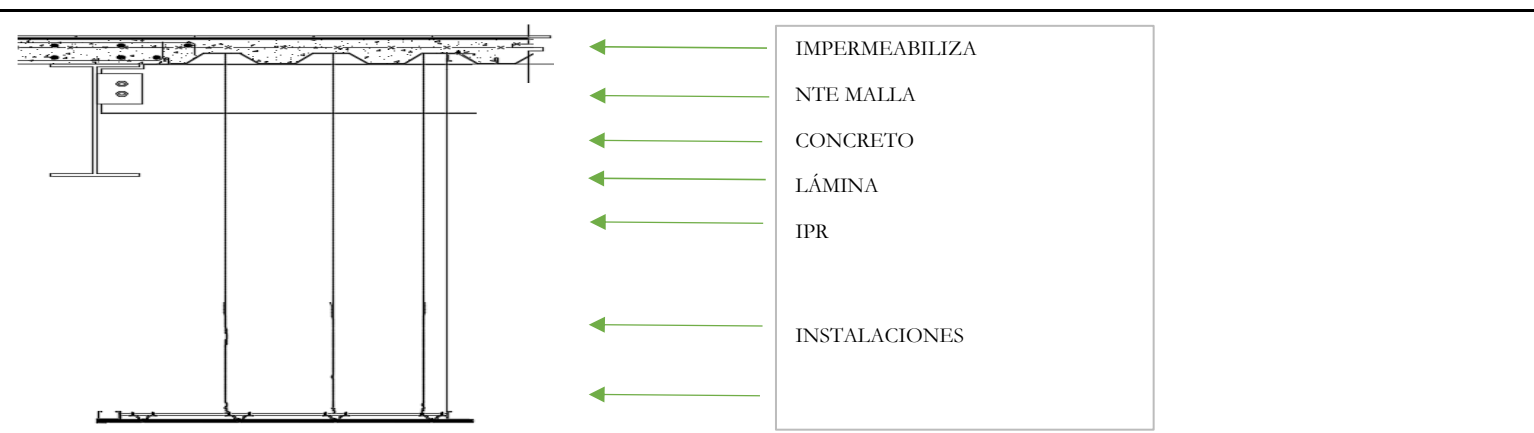 IMPERMEABILIZA
NTE MALLA
CONCRETO
LÁMINA
IPR
INSTALACIONES